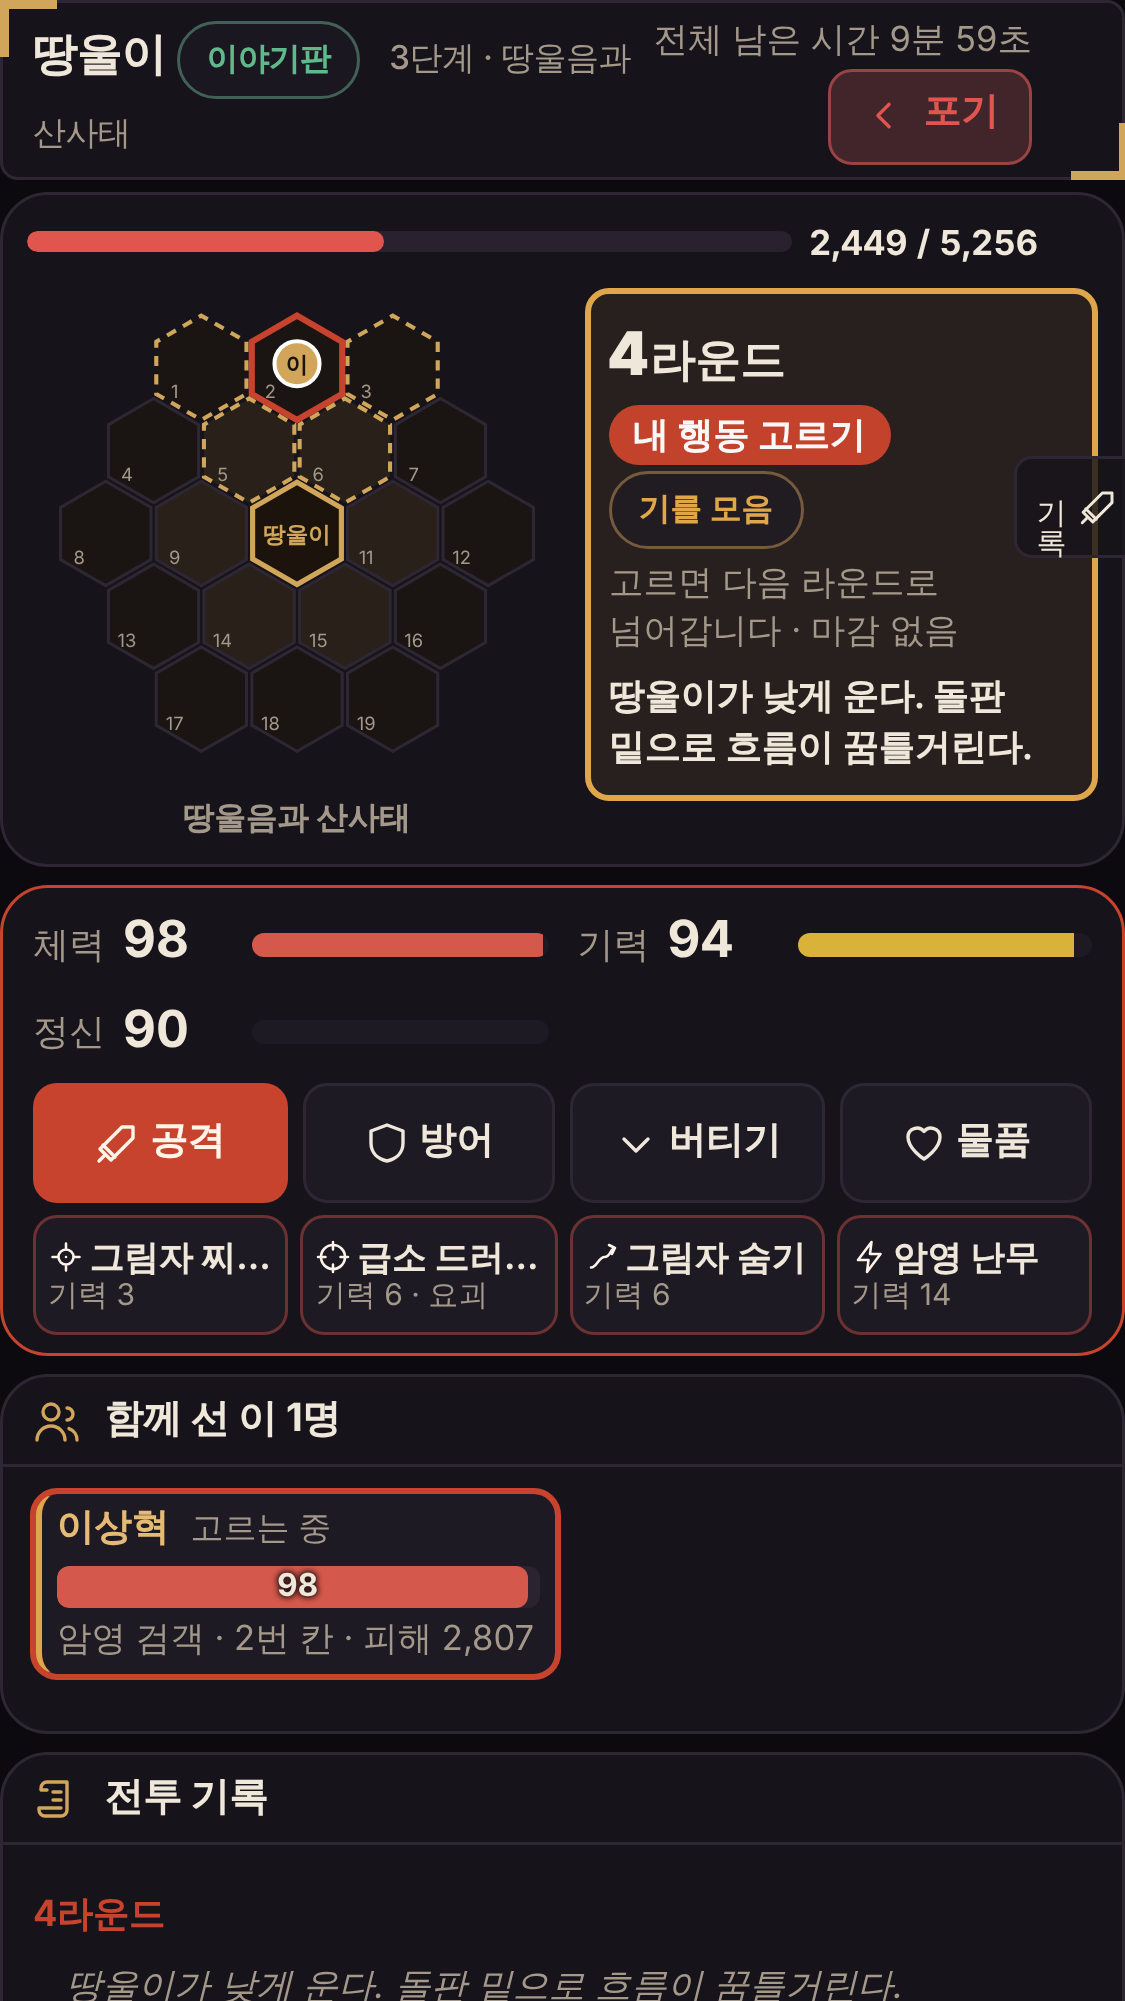 땅울이 이야기판 3단계 · 땅울음과 산사태
전체 남은 시간 9분 59초
포기
2,449 / 5,256
이
1 2 3
4 5 6 7
8 9 땅울이 11 12
13 14 15 16
17 18 19
땅울음과 산사태
4라운드
내 행동 고르기
기를 모음
고르면 다음 라운드로
넘어갑니다 · 마감 없음
땅울이가 낮게 운다. 돌판
밑으로 흐름이 꿈틀거린다.
기록
체력 98 기력 94
정신 90
공격 방어 버티기 물품
그림자 찌... 급소 드러... 그림자 숨기 암영 난무
기력 3 기력 6 · 요괴 기력 6 기력 14
함께 선 이 1명
이상혁 고르는 중
98
암영 검객 · 2번 칸 · 피해 2,807
전투 기록
4라운드
땅울이가 낮게 운다. 돌판 밑으로 흐름이 꿈틀거린다.